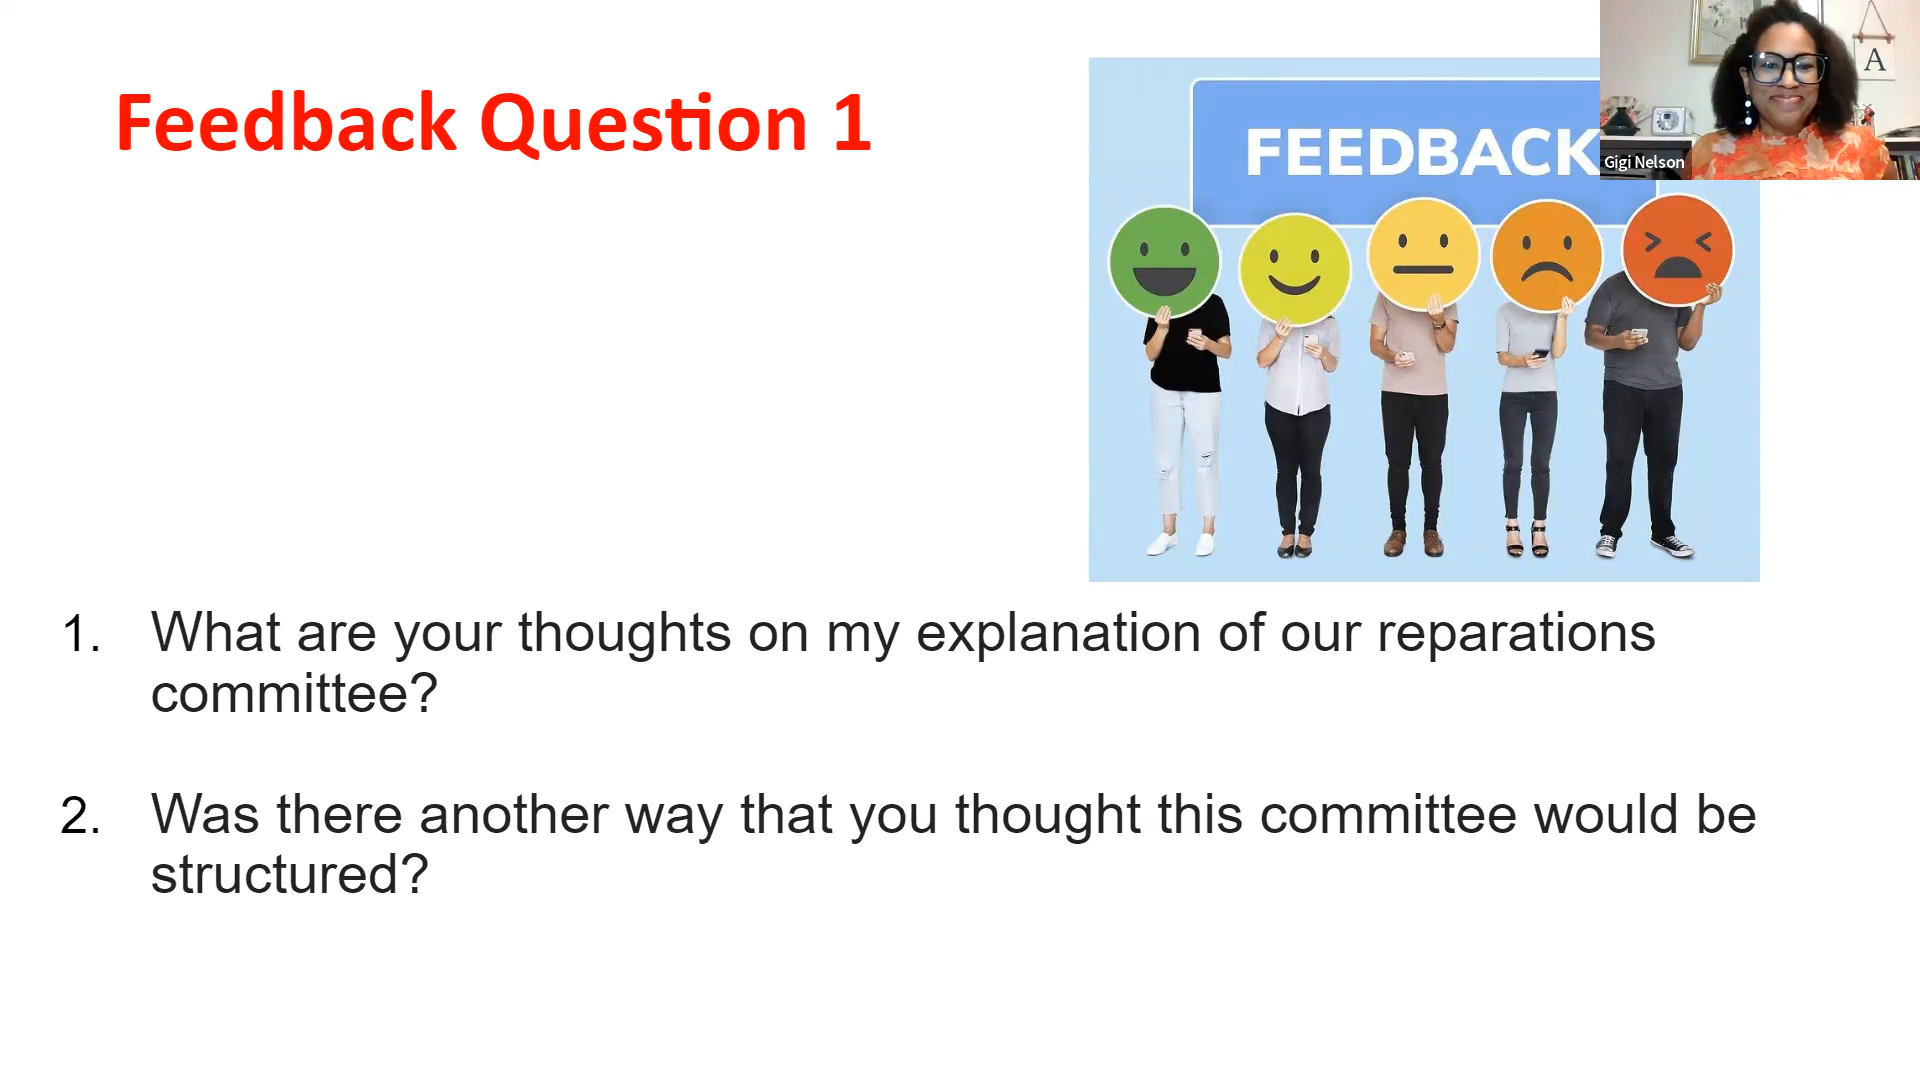 Feedback Question 1
FEEDBACK
A
Gigi Nelson
1. What are your thoughts on my explanation of our reparations
committee?
2. Was there another way that you thought this committee would be
structured?